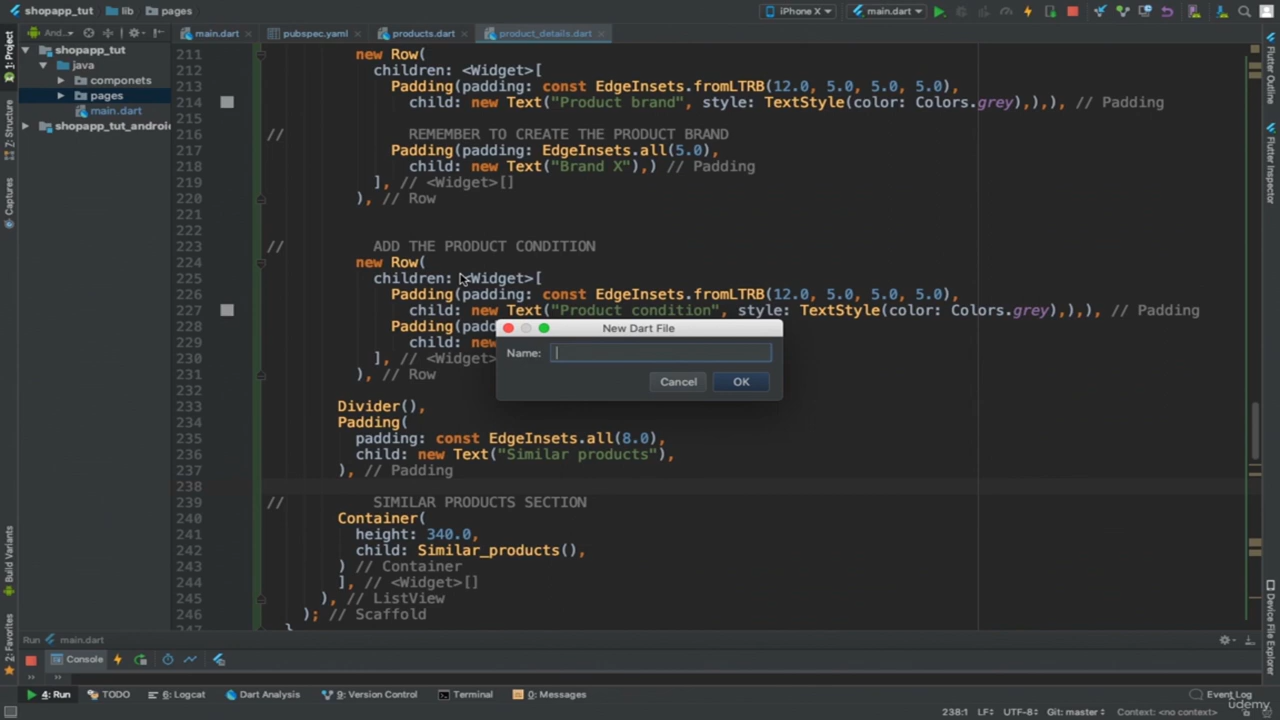 shopapp_tut
lib
pages
iPhone X
main.dart
1: Project
Z: Structure
Captures
Build Variants
2: Favorites
And...
shopapp_tut
java
componets
pages
main.dart
shopapp_tut_android
main.dart
pubspec.yaml
products.dart
product_details.dart
211 new Row(
212 children: <Widget>[
213 Padding(padding: const EdgeInsets.fromLTRB(12.0, 5.0, 5.0, 5.0),
214 child: new Text("Product brand", style: TextStyle(color: Colors.grey),),), // Padding
215
216 // REMEMBER TO CREATE THE PRODUCT BRAND
217 Padding(padding: EdgeInsets.all(5.0),
218 child: new Text("Brand X"),) // Padding
219 ], // <Widget>[]
220 ), // Row
221
222
223 // ADD THE PRODUCT CONDITION
224 new Row(
225 children: <Widget>[
226 Padding(padding: const EdgeInsets.fromLTRB(12.0, 5.0, 5.0, 5.0),
227 child: new Text("Product condition", style: TextStyle(color: Colors.grey),),), // Padding
228 Padding(padd
229 child: new
230 ], // <Widget>
231 ), // Row
232
233 Divider(),
234 Padding(
235 padding: const EdgeInsets.all(8.0),
236 child: new Text("Similar products"),
237 ), // Padding
238
239 // SIMILAR PRODUCTS SECTION
240 Container(
241 height: 340.0,
242 child: Similar_products(),
243 ) // Container
244 ], // <Widget>[]
245 ), // ListView
246 ); // Scaffold
247 }
New Dart File
Name:
Cancel
OK
Flutter Outline
Flutter Inspector
Device File Explorer
Run main.dart
Console
4: Run
TODO
6: Logcat
Dart Analysis
9: Version Control
Terminal
0: Messages
Event Log
238:1
LF
UTF-8
Git: master
Context: <no context>
udemy